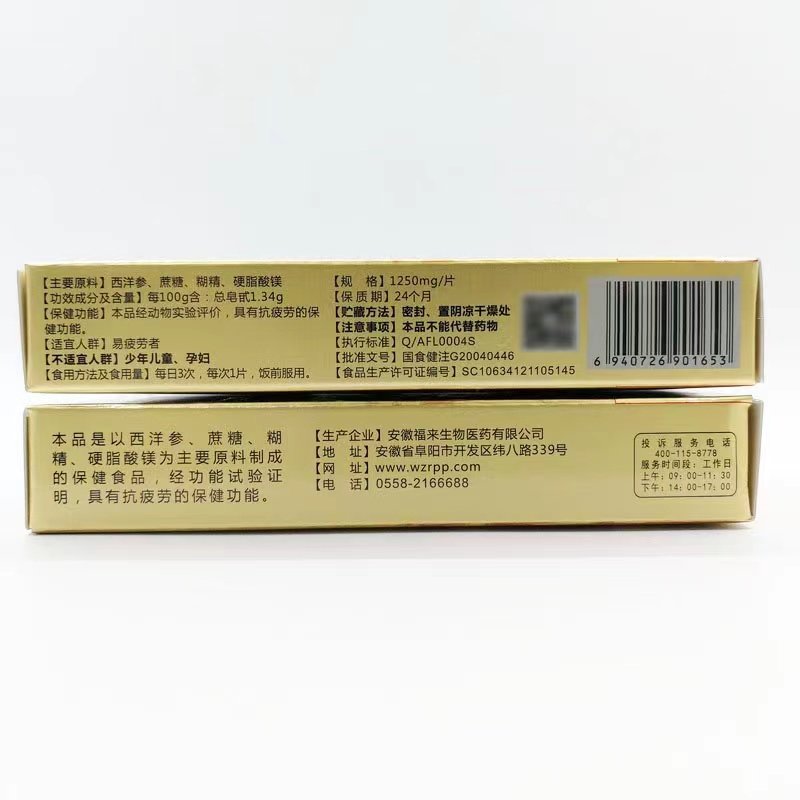 【主要原料】西洋参、蔗糖、糊精、硬脂酸镁
【功效成分及含量】每100g含：总皂甙1.34g
【保健功能】本品经动物实验评价，具有抗疲劳的保
健功能。
【适宜人群】易疲劳者
【不适宜人群】少年儿童、孕妇
【食用方法及食用量】每日3次，每次1片，饭前服用。
【规 格】1250mg/片
【保 质 期】24个月
【贮藏方法】密封、置阴凉干燥处
【注意事项】本品不能代替药物
【执行标准】Q/AFL0004S
【批准文号】国食健注G20040446
【食品生产许可证编号】SC10634121105145
6 940726 901653
本品是以西洋参、蔗糖、糊
精、硬脂酸镁为主要原料制成
的保健食品，经功能试验证
明，具有抗疲劳的保健功能。
【生产企业】安徽福来生物医药有限公司
【地 址】安徽省阜阳市开发区纬八路339号
【网 址】www.wzrpp.com
【电 话】0558-2166688
投诉服务电话
400-115-8778
服务时间段：工作日
上午：09：00-11：30
下午：14：00-17：00